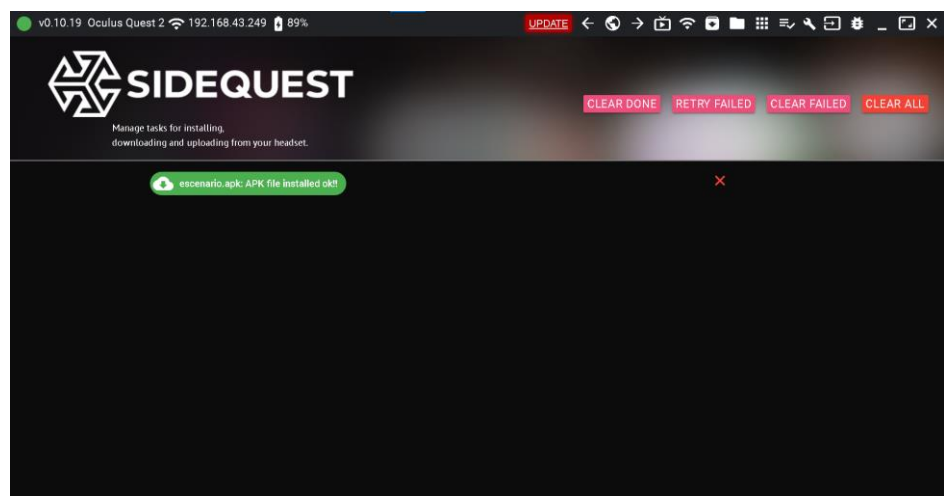 v0.10.19 Oculus Quest 2 192.168.43.249 89% UPDATE
SIDEQUEST
CLEAR DONE RETRY FAILED CLEAR FAILED CLEAR ALL
Manage tasks for installing,
downloading and uploading from your headset.
escenario.apk: APK file installed ok!!